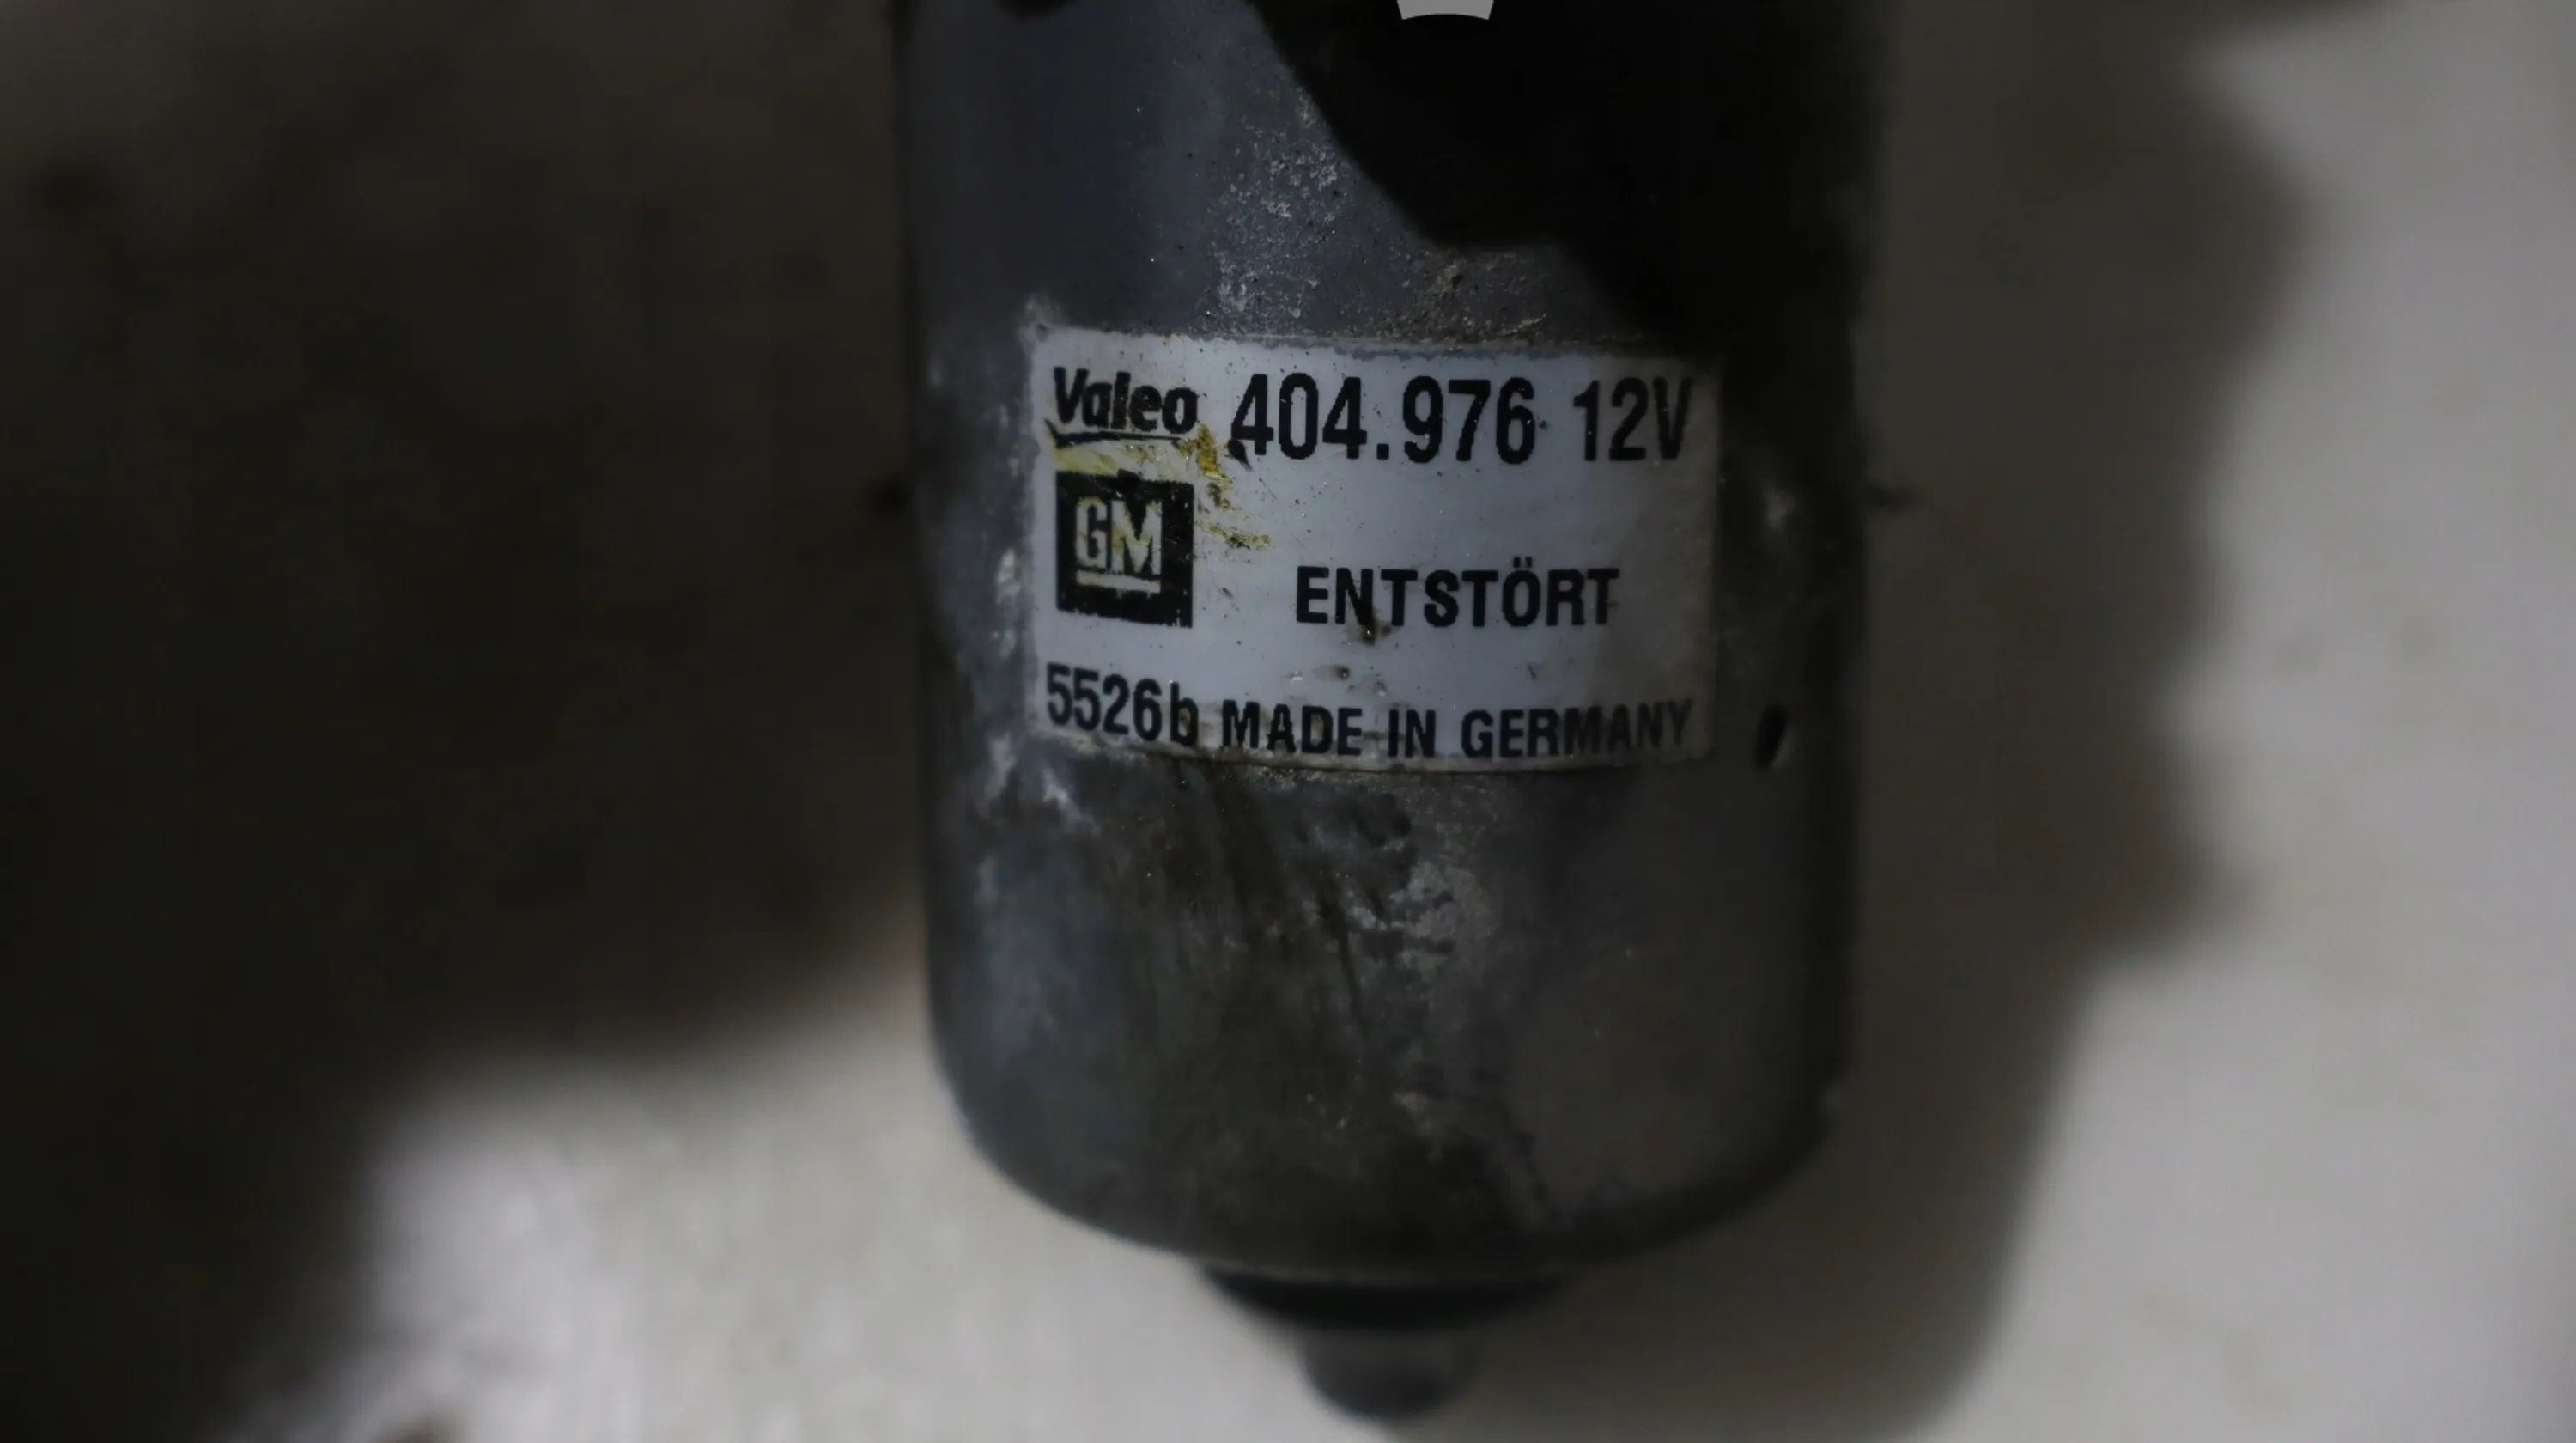 Valeo 404.976 12V
GM
ENTSTÖRT
5526b MADE IN GERMANY